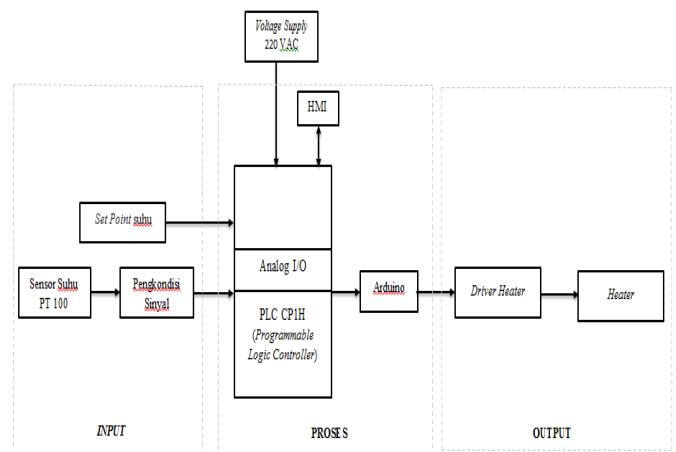 Voltage Supply
220 VAC
HMI
Set Point suhu
Analog I/O
Sensor Suhu
PT 100
Pengkondisi
Sinyal
PLC CP1H
(Programmable
Logic Controller)
Arduino
Driver Heater
Heater
INPUT
PROSES
OUTPUT